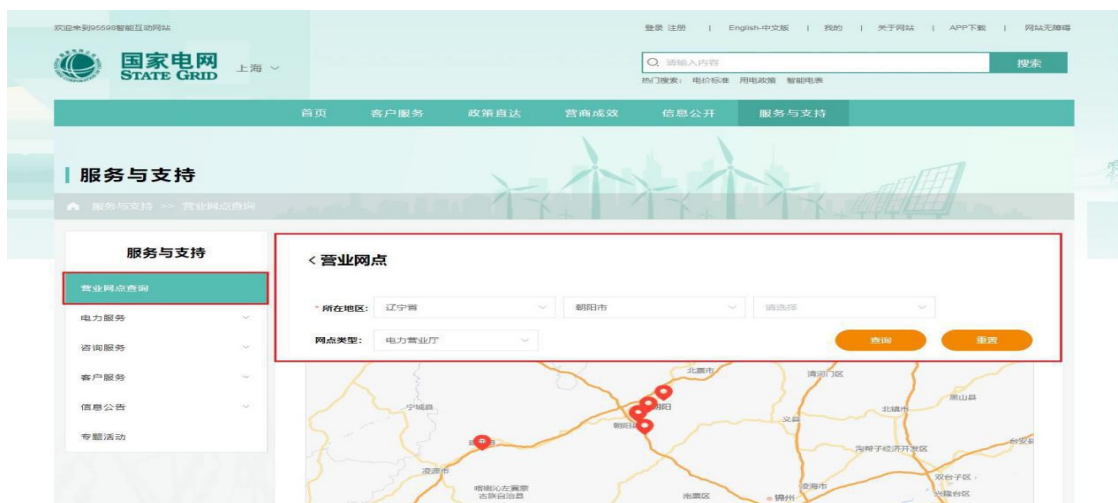 欢迎来到95598智能互动网站
登录 注册 | English-中文版 | 我的 | 关于网站 | APP下载 | 网站无障碍
国家电网
STATE GRID
上海
请输入内容
搜索
热门搜索: 电价标准 用电政策 智能电表
首页 客户服务 政策直达 营商成效 信息公开 服务与支持
服务与支持
服务与支持 >> 营业网点查询
服务与支持
营业网点查询
电力服务
咨询服务
客户服务
信息公告
专题活动
< 营业网点
* 所在地区: 辽宁省 朝阳市 请选择
网点类型: 电力营业厅 查询 重置
北票市
清河门区
黑山县
宁城县
朝阳
北镇市
义县
朝阳县
台安县
沟帮子经济开发区
凌源市
双台子区
凌海市
喀喇沁左翼蒙
古族自治县
南票区
锦州
兴隆台区